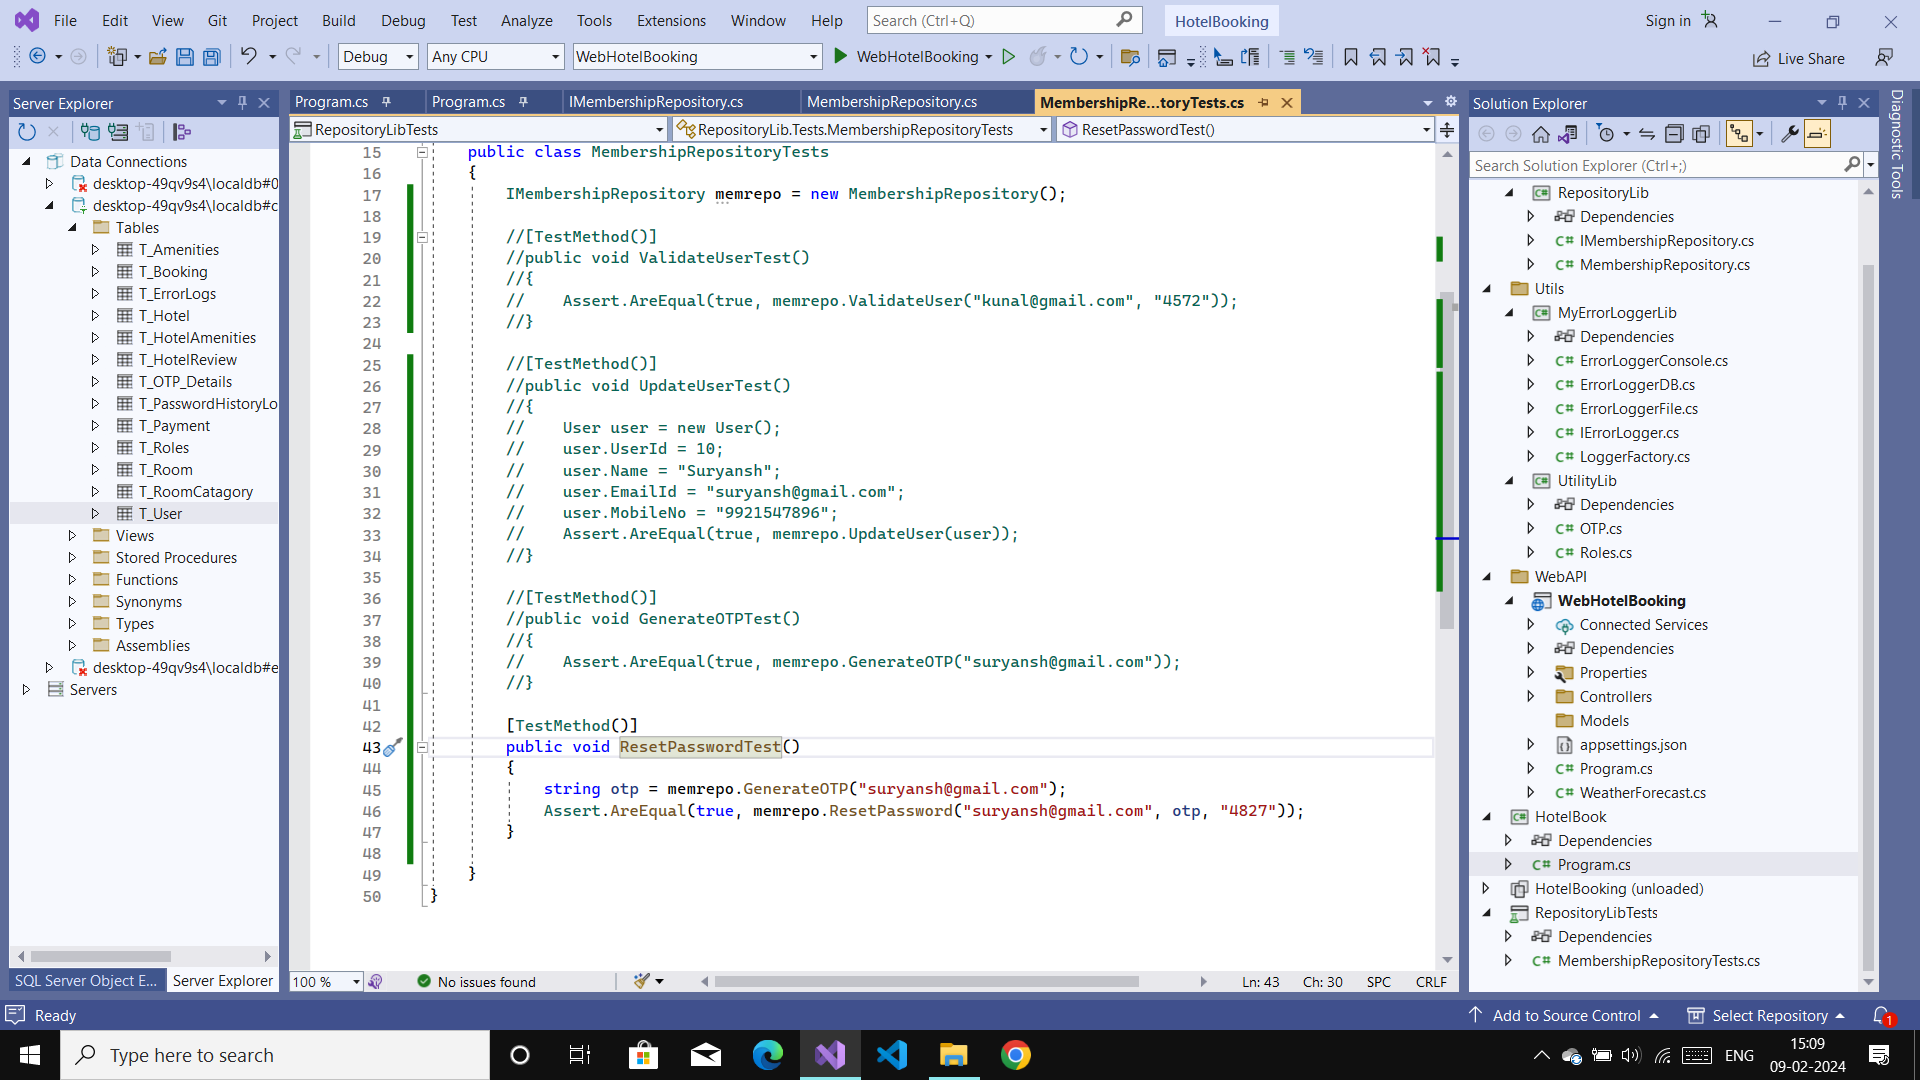 File Edit View Git Project Build Debug Test Analyze Tools Extensions Window Help Search (Ctrl+Q) HotelBooking Sign in
Debug Any CPU WebHotelBooking WebHotelBooking Live Share
Server Explorer
Data Connections
desktop-49qv9s4\localdb#0
desktop-49qv9s4\localdb#c
Tables
T_Amenities
T_Booking
T_ErrorLogs
T_Hotel
T_HotelAmenities
T_HotelReview
T_OTP_Details
T_PasswordHistoryLo
T_Payment
T_Roles
T_Room
T_RoomCatagory
T_User
Views
Stored Procedures
Functions
Synonyms
Types
Assemblies
desktop-49qv9s4\localdb#e
Servers
SQL Server Object E... Server Explorer
Program.cs Program.cs IMembershipRepository.cs MembershipRepository.cs MembershipRe...toryTests.cs
RepositoryLibTests RepositoryLib.Tests.MembershipRepositoryTests ResetPasswordTest()
15 public class MembershipRepositoryTests
16 {
17 IMembershipRepository memrepo = new MembershipRepository();
18
19 //[TestMethod()]
20 //public void ValidateUserTest()
21 //{
22 // Assert.AreEqual(true, memrepo.ValidateUser("kunal@gmail.com", "4572"));
23 //}
24
25 //[TestMethod()]
26 //public void UpdateUserTest()
27 //{
28 // User user = new User();
29 // user.UserId = 10;
30 // user.Name = "Suryansh";
31 // user.EmailId = "suryansh@gmail.com";
32 // user.MobileNo = "9921547896";
33 // Assert.AreEqual(true, memrepo.UpdateUser(user));
34 //}
35
36 //[TestMethod()]
37 //public void GenerateOTPTest()
38 //{
39 // Assert.AreEqual(true, memrepo.GenerateOTP("suryansh@gmail.com"));
40 //}
41
42 [TestMethod()]
43 public void ResetPasswordTest()
44 {
45 string otp = memrepo.GenerateOTP("suryansh@gmail.com");
46 Assert.AreEqual(true, memrepo.ResetPassword("suryansh@gmail.com", otp, "4827"));
47 }
48
49 }
50 }
100 % No issues found Ln: 43 Ch: 30 SPC CRLF
Solution Explorer
Search Solution Explorer (Ctrl+;)
RepositoryLib
Dependencies
C# IMembershipRepository.cs
C# MembershipRepository.cs
Utils
C# MyErrorLoggerLib
Dependencies
C# ErrorLoggerConsole.cs
C# ErrorLoggerDB.cs
C# ErrorLoggerFile.cs
C# IErrorLogger.cs
C# LoggerFactory.cs
C# UtilityLib
Dependencies
C# OTP.cs
C# Roles.cs
WebAPI
WebHotelBooking
Connected Services
Dependencies
Properties
Controllers
Models
appsettings.json
C# Program.cs
C# WeatherForecast.cs
C# HotelBook
Dependencies
C# Program.cs
HotelBooking (unloaded)
RepositoryLibTests
Dependencies
C# MembershipRepositoryTests.cs
Diagnostic Tools
Ready Add to Source Control Select Repository 1
Type here to search ENG 15:09
09-02-2024